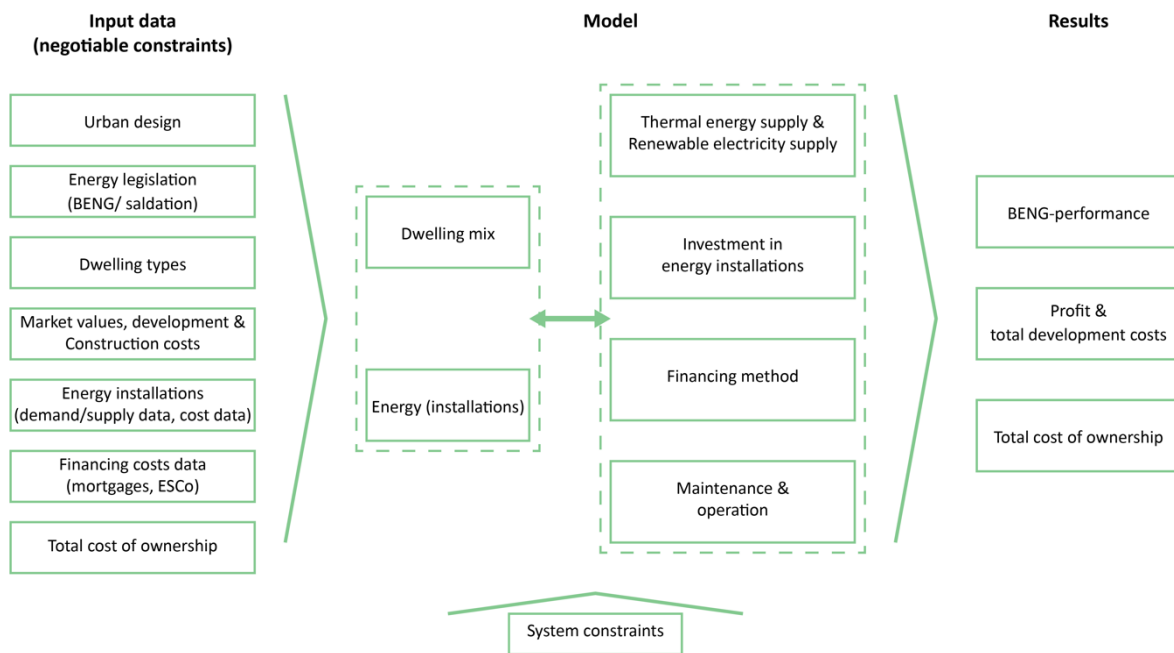 Input data
(negotiable constraints)
Urban design
Energy legislation
(BENG/ saldation)
Dwelling types
Market values, development &
Construction costs
Energy installations
(demand/supply data, cost data)
Financing costs data
(mortgages, ESCo)
Total cost of ownership
Model
Dwelling mix
Energy (installations)
Thermal energy supply &
Renewable electricity supply
Investment in
energy installations
Financing method
Maintenance &
operation
System constraints
Results
BENG-performance
Profit &
total development costs
Total cost of ownership